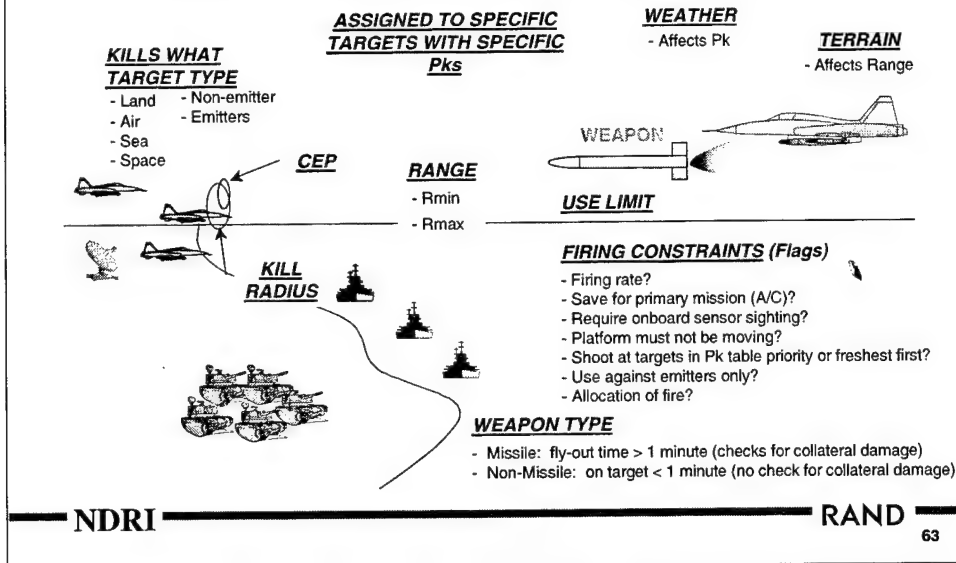 ASSIGNED TO SPECIFIC
TARGETS WITH SPECIFIC
Pks
WEATHER
- Affects Pk
TERRAIN
- Affects Range
KILLS WHAT
TARGET TYPE
- Land - Non-emitter
- Air - Emitters
- Sea
- Space
WEAPON
CEP
RANGE
- Rmin
- Rmax
USE LIMIT
KILL
RADIUS
FIRING CONSTRAINTS (Flags)
- Firing rate?
- Save for primary mission (A/C)?
- Require onboard sensor sighting?
- Platform must not be moving?
- Shoot at targets in Pk table priority or freshest first?
- Use against emitters only?
- Allocation of fire?
WEAPON TYPE
- Missile: fly-out time > 1 minute (checks for collateral damage)
- Non-Missile: on target < 1 minute (no check for collateral damage)
NDRI
RAND
63